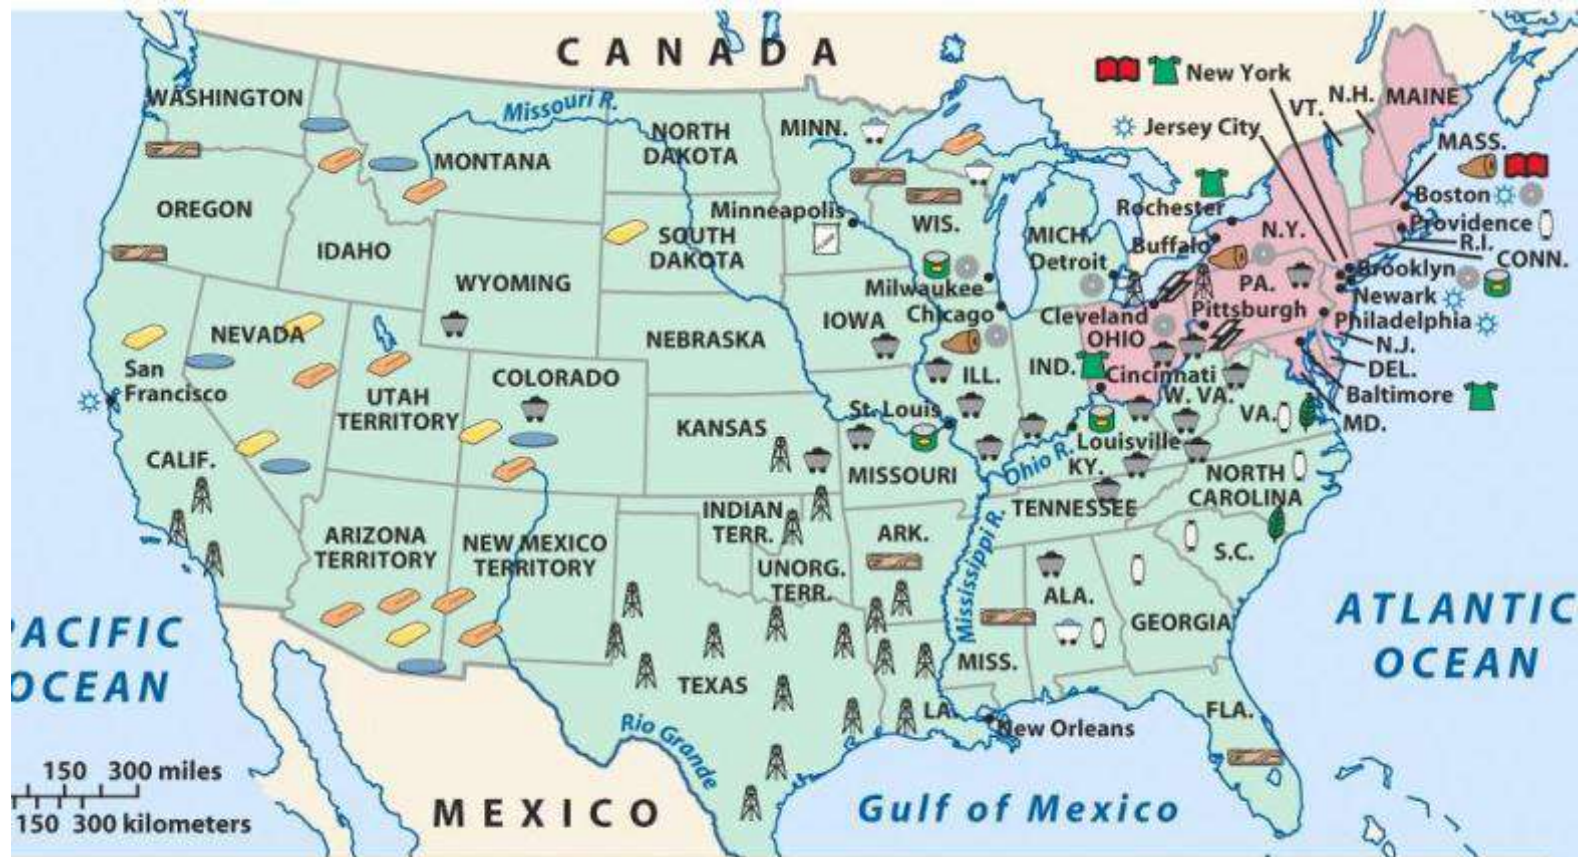 CANADA
WASHINGTON
Missouri R.
NORTH
DAKOTA
MINN.
New York
VT.
N.H.
MAINE
Jersey City
MASS.
MONTANA
OREGON
IDAHO
Minneapolis
SOUTH
DAKOTA
WIS.
MICH.
Detroit
Rochester
Buffalo
N.Y.
Boston
Providence
R.I.
CONN.
WYOMING
Milwaukee
Brooklyn
Newark
Philadelphia
N.J.
DEL.
Baltimore
MD.
NEVADA
NEBRASKA
IOWA
Chicago
Cleveland
OHIO
PA.
Pittsburgh
San
Francisco
UTAH
TERRITORY
COLORADO
ILL.
IND.
Cincinnati
W. VA.
VA.
St. Louis
Louisville
Ohio R.
KY.
CALIF.
KANSAS
MISSOURI
TENNESSEE
NORTH
CAROLINA
ARIZONA
TERRITORY
NEW MEXICO
TERRITORY
INDIAN
TERR.
UNORG.
TERR.
ARK.
Mississippi R.
S.C.
ALA.
GEORGIA
MISS.
TEXAS
LA.
New Orleans
FLA.
Rio Grande
PACIFIC
OCEAN
ATLANTIC
OCEAN
MEXICO
Gulf of Mexico
150 300 miles
150 300 kilometers